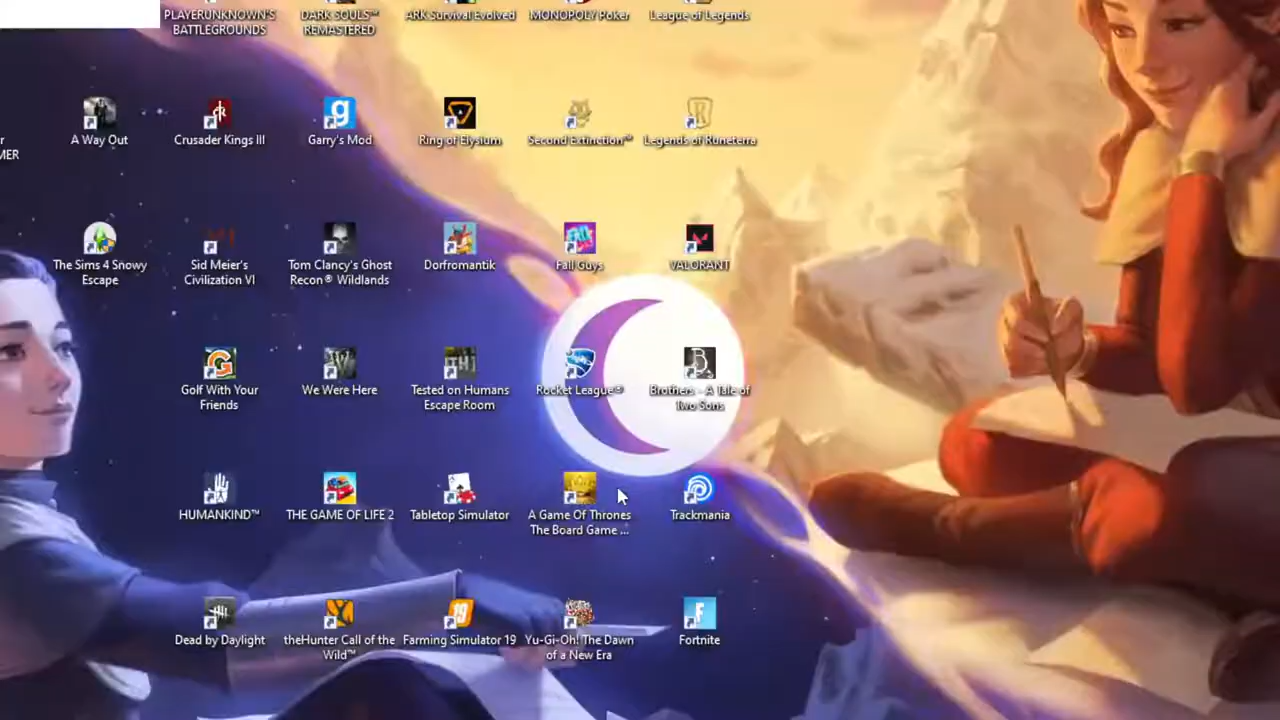 PLAYERUNKNOWN'S
BATTLEGROUNDS
DARK SOULS™
REMASTERED
ARK Survival Evolved
MONOPOLY Poker
League of Legends
r
MER
A Way Out
Crusader Kings III
Garry's Mod
Ring of Elysium
Second Extinction™
Legends of Runeterra
The Sims 4 Snowy
Escape
Sid Meier's
Civilization VI
Tom Clancy's Ghost
Recon® Wildlands
Dorfromantik
Fall Guys
VALORANT
Golf With Your
Friends
We Were Here
Tested on Humans
Escape Room
Rocket League®
Brothers - A Tale of
Two Sons
HUMANKIND™
THE GAME OF LIFE 2
Tabletop Simulator
A Game Of Thrones
The Board Game ...
Trackmania
Dead by Daylight
theHunter Call of the
Wild™
Farming Simulator 19
Yu-Gi-Oh! The Dawn
of a New Era
Fortnite